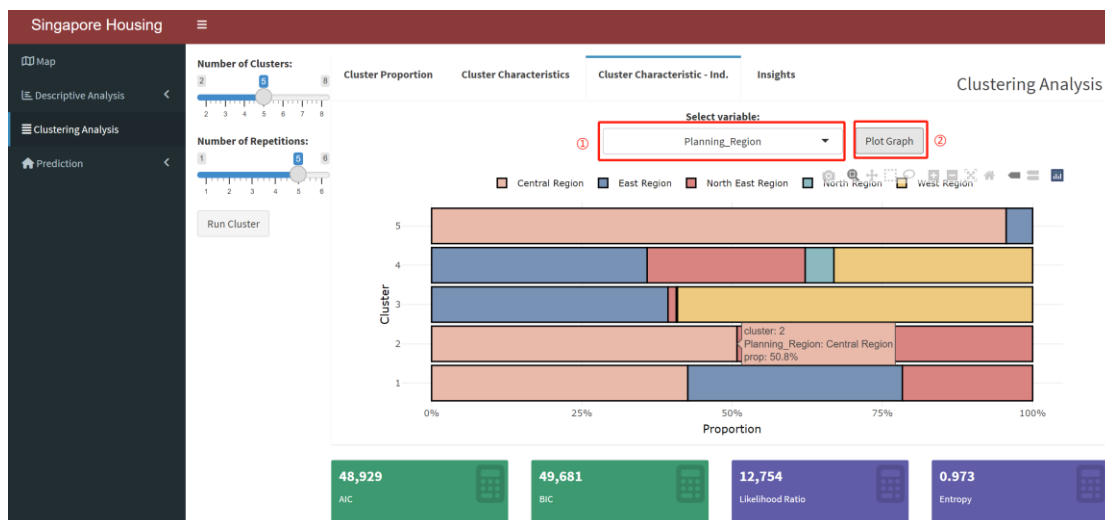 Singapore Housing
Map
Descriptive Analysis
Clustering Analysis
Prediction
Number of Clusters:
2 5 8
2 3 4 5 6 7 8
Number of Repetitions:
1 5 6
1 2 3 4 5 6
Run Cluster
Cluster Proportion Cluster Characteristics Cluster Characteristic - Ind. Insights
Clustering Analysis
Select variable:
① Planning_Region Plot Graph ②
Central Region East Region North East Region North Region West Region
Cluster
5
4
3
2
1
cluster: 2
Planning_Region: Central Region
prop: 50.8%
0% 25% 50% 75% 100%
Proportion
48,929 49,681 12,754 0.973
AIC BIC Likelihood Ratio Entropy